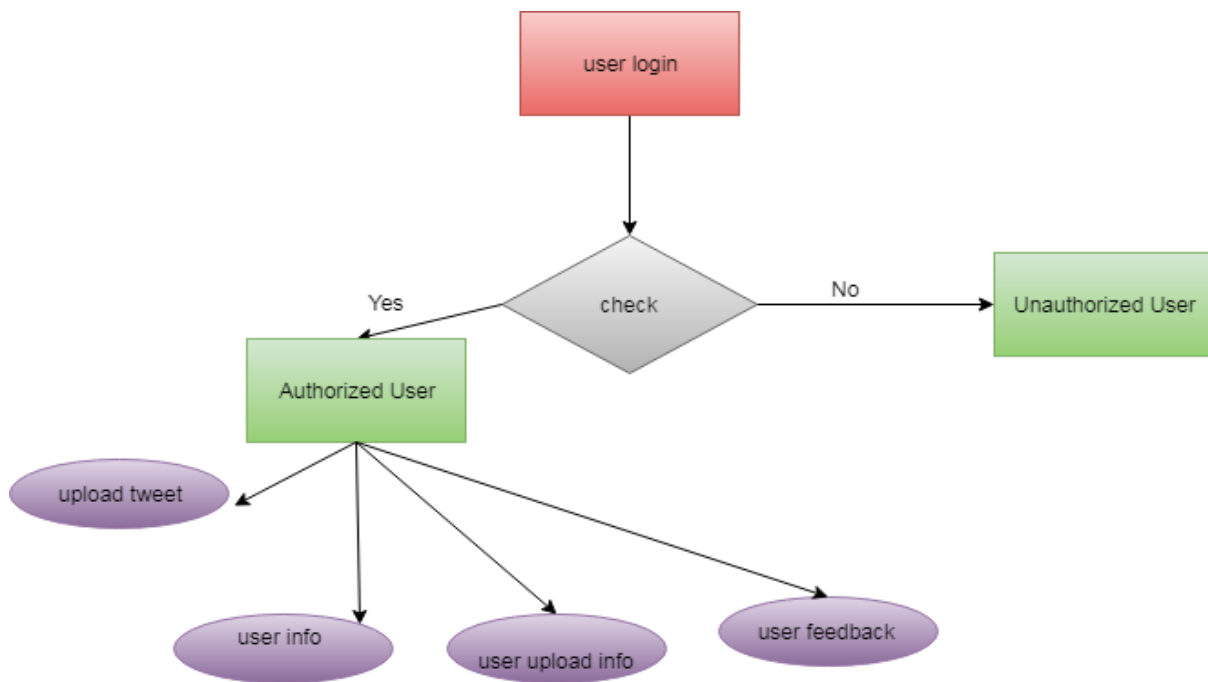 user login
check
Yes
No
Unauthorized User
Authorized User
upload tweet
user info
user upload info
user feedback